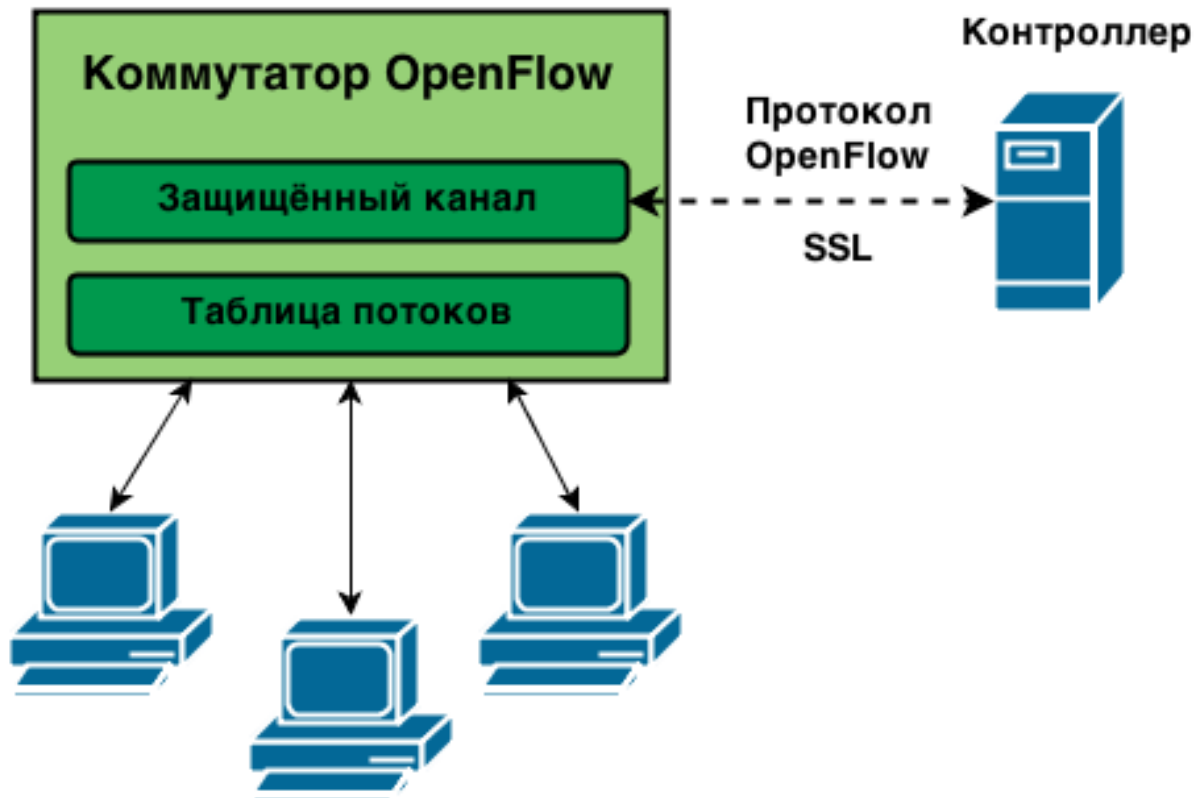 Коммутатор OpenFlow
Защищённый канал
Таблица потоков
Протокол
OpenFlow
SSL
Контроллер